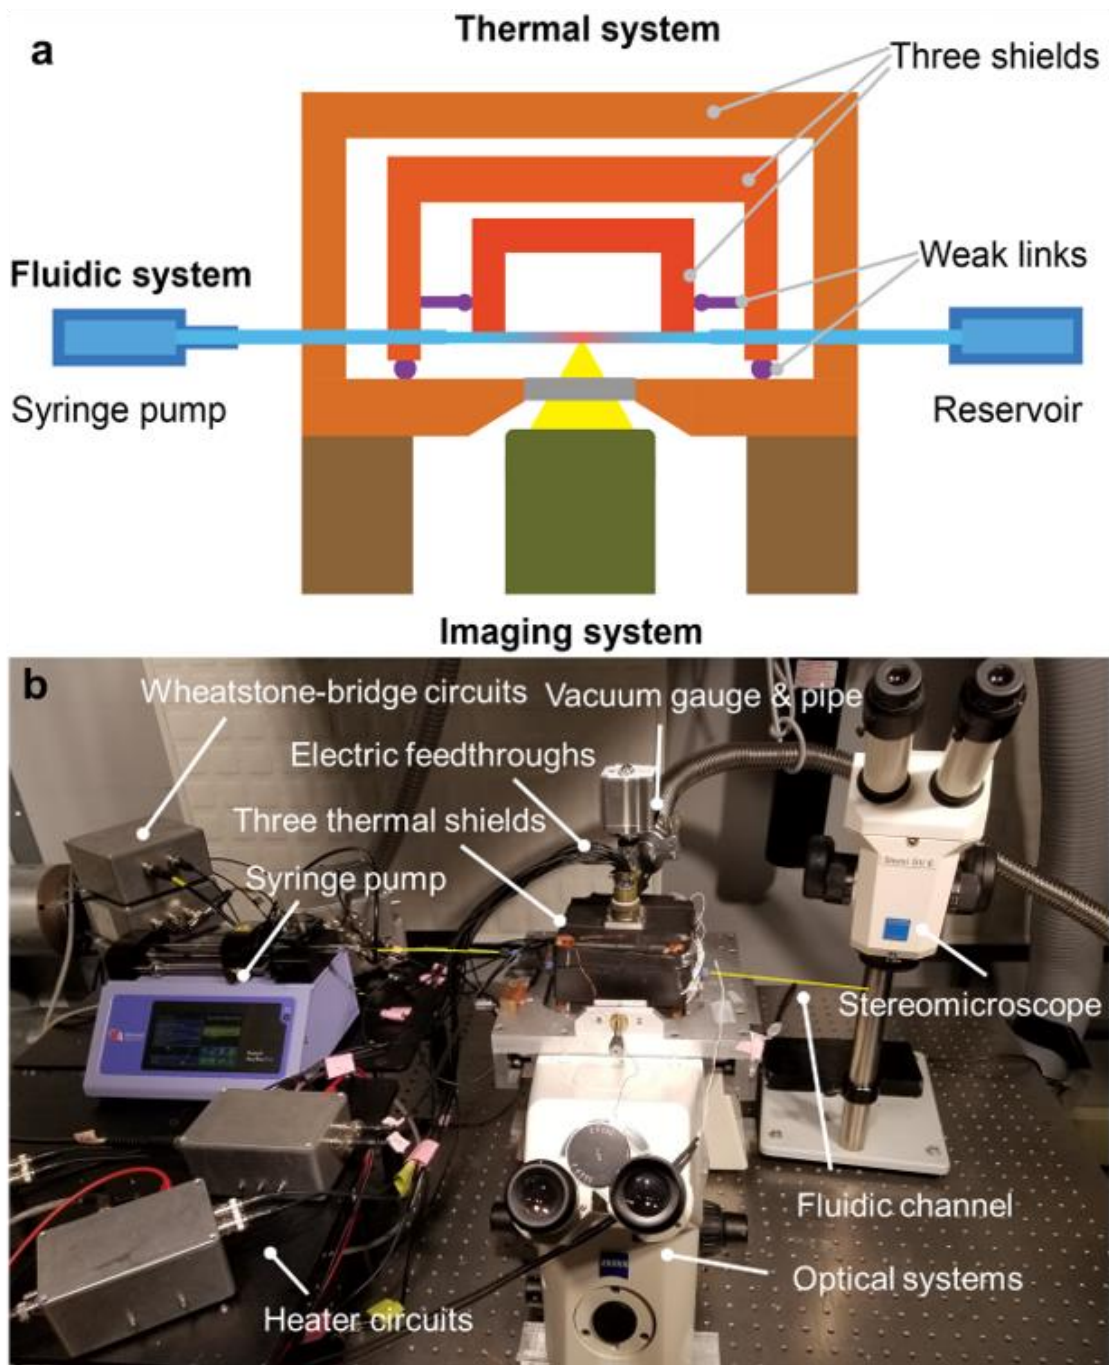 Thermal system
a
Three shields
Weak links
Fluidic system
Syringe pump
Reservoir
Imaging system
b
Wheatstone-bridge circuits
Vacuum gauge & pipe
Electric feedthroughs
Three thermal shields
Syringe pump
Stereomicroscope
Fluidic channel
Optical systems
Heater circuits
ZEISS